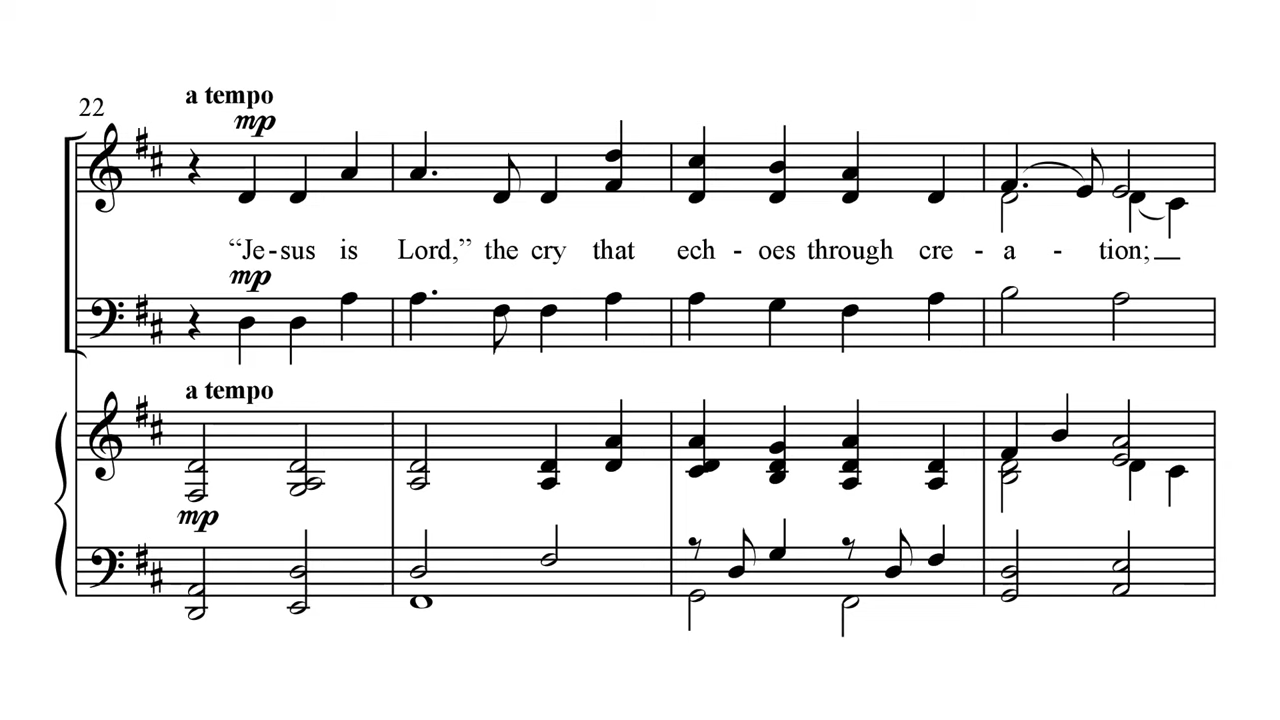 a tempo
22
mp
“Je-sus is Lord,” the cry that ech - oes through cre - a - tion;
mp
a tempo
mp